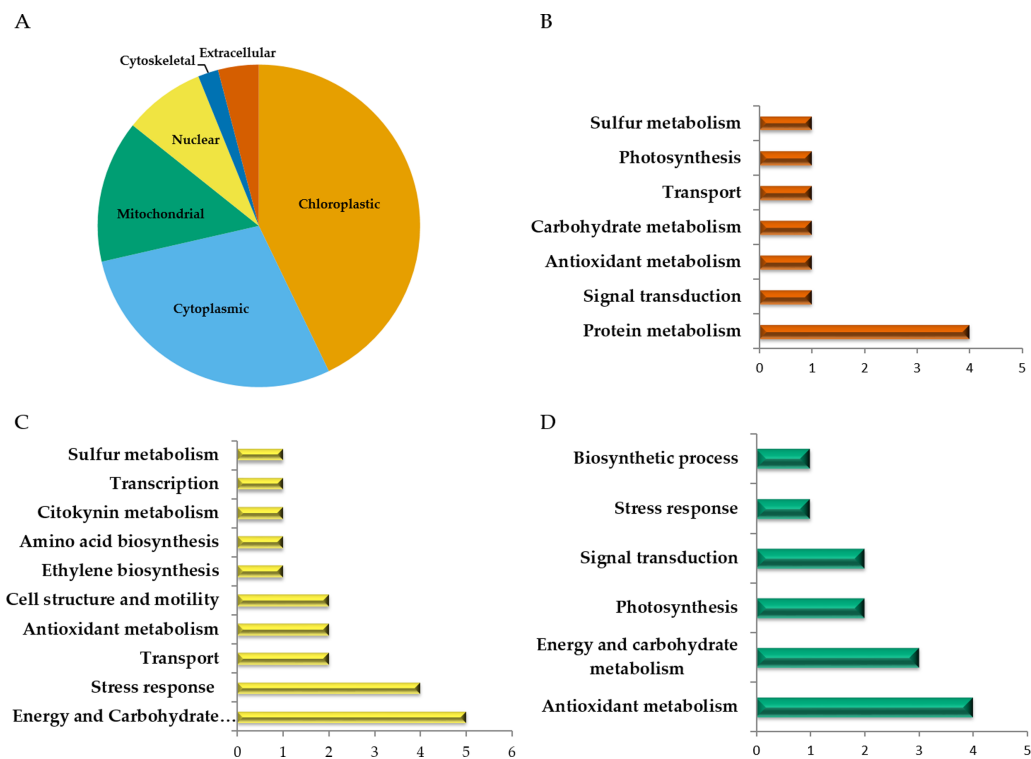 A
Cytoskeletal
Extracellular
Nuclear
Chloroplastic
Mitochondrial
Cytoplasmic
B
Sulfur metabolism
Photosynthesis
Transport
Carbohydrate metabolism
Antioxidant metabolism
Signal transduction
Protein metabolism
0 1 2 3 4 5
C
Sulfur metabolism
Transcription
Citokynin metabolism
Amino acid biosynthesis
Ethylene biosynthesis
Cell structure and motility
Antioxidant metabolism
Transport
Stress response
Energy and Carbohydrate…
0 1 2 3 4 5 6
D
Biosynthetic process
Stress response
Signal transduction
Photosynthesis
Energy and carbohydrate
metabolism
Antioxidant metabolism
0 1 2 3 4 5